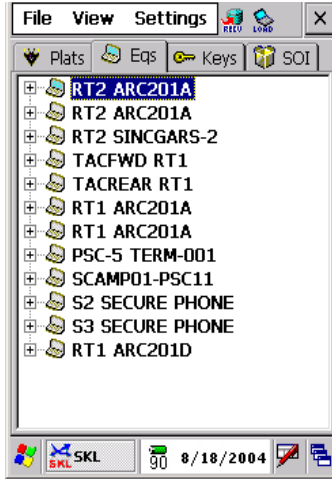 File View Settings RECV LOAD X
Plats Eqs Keys SOI
RT2 ARC201A
RT2 ARC201A
RT2 SINCGARS-2
TACFWD RT1
TACREAR RT1
RT1 ARC201A
RT1 ARC201A
PSC-5 TERM-001
SCAMP01-PSC11
S2 SECURE PHONE
S3 SECURE PHONE
RT1 ARC201D
SKL SKL 90 8/18/2004